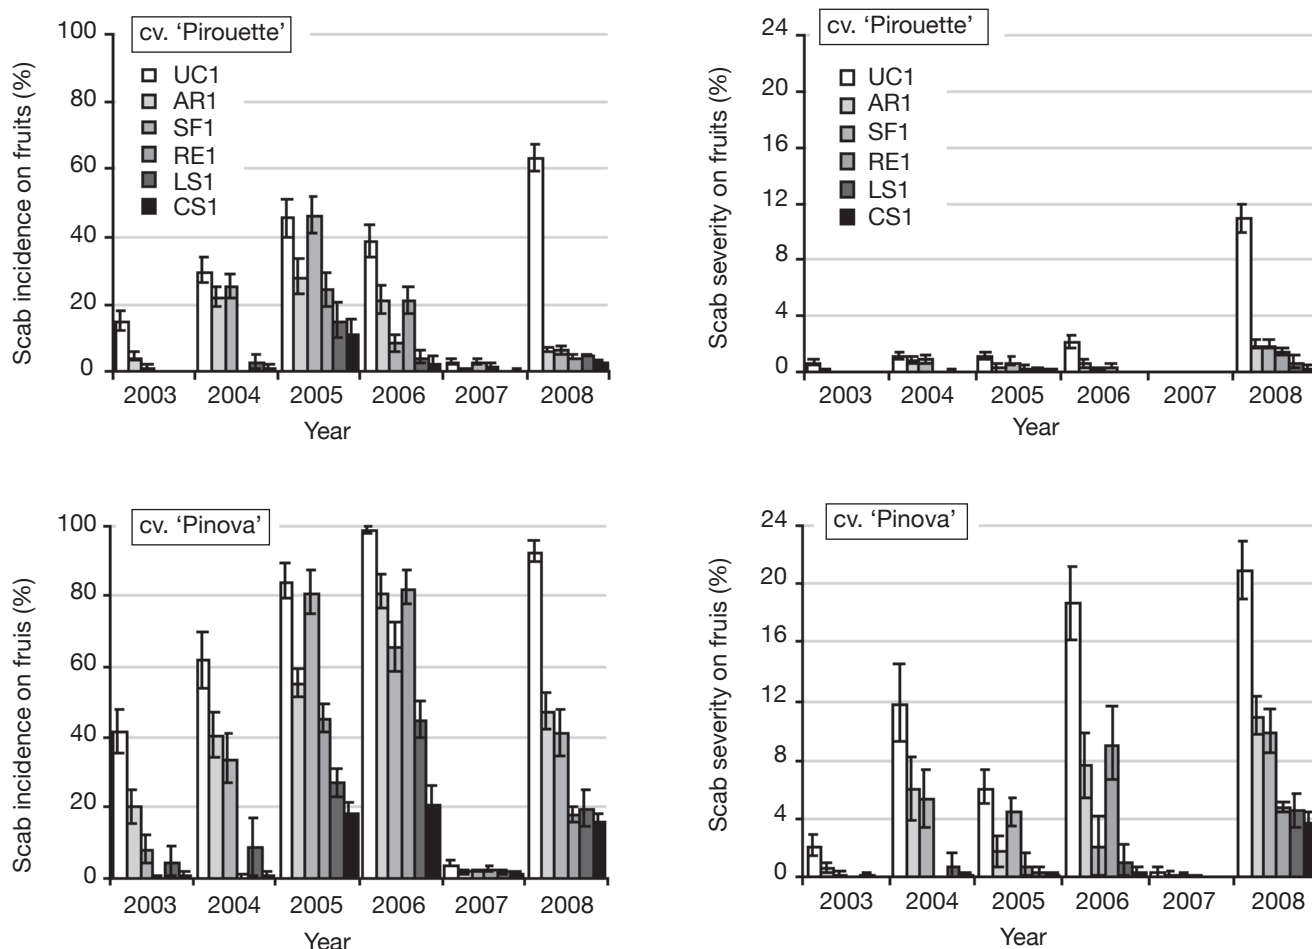 cv. ‘Pirouette’
100
80
60
40
20
0
Scab incidence on fruits (%)
UC1
AR1
SF1
RE1
LS1
CS1
2003 2004 2005 2006 2007 2008
Year
cv. ‘Pirouette’
24
20
16
12
8
4
0
Scab severity on fruits (%)
UC1
AR1
SF1
RE1
LS1
CS1
2003 2004 2005 2006 2007 2008
Year
cv. ‘Pinova’
100
80
60
40
20
0
Scab incidence on fruis (%)
2003 2004 2005 2006 2007 2008
Year
cv. ‘Pinova’
24
20
16
12
8
4
0
Scab severity on fruits (%)
2003 2004 2005 2006 2007 2008
Year